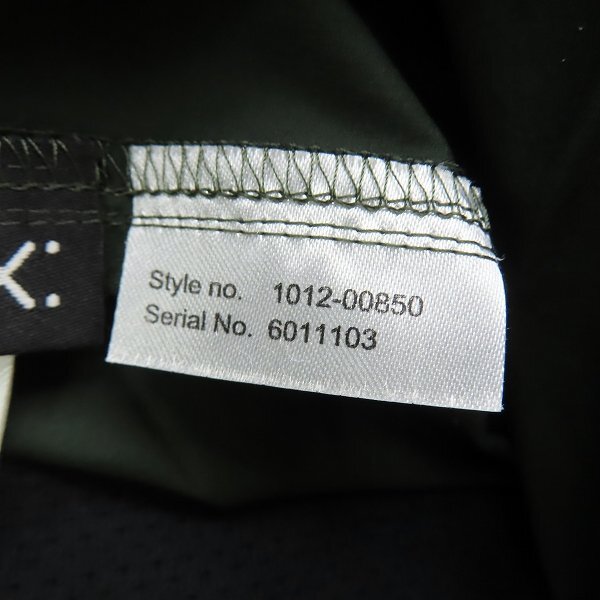 K:
Style no. 1012-00850
Serial No. 6011103